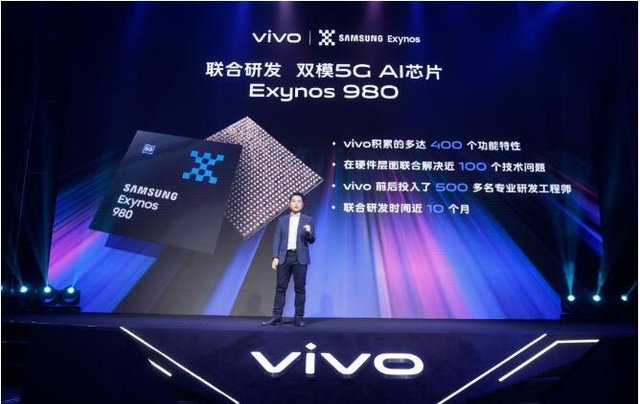 vivo | SAMSUNG Exynos
联合研发 双模5G AI芯片
Exynos 980
• vivo积累的多达 400 个功能特性
• 在硬件层面联合解决近 100 个技术问题
• vivo 前后投入了 500 多名专业研发工程师
• 联合研发时间近 10 个月
5G
SAMSUNG
Exynos
980
vivo